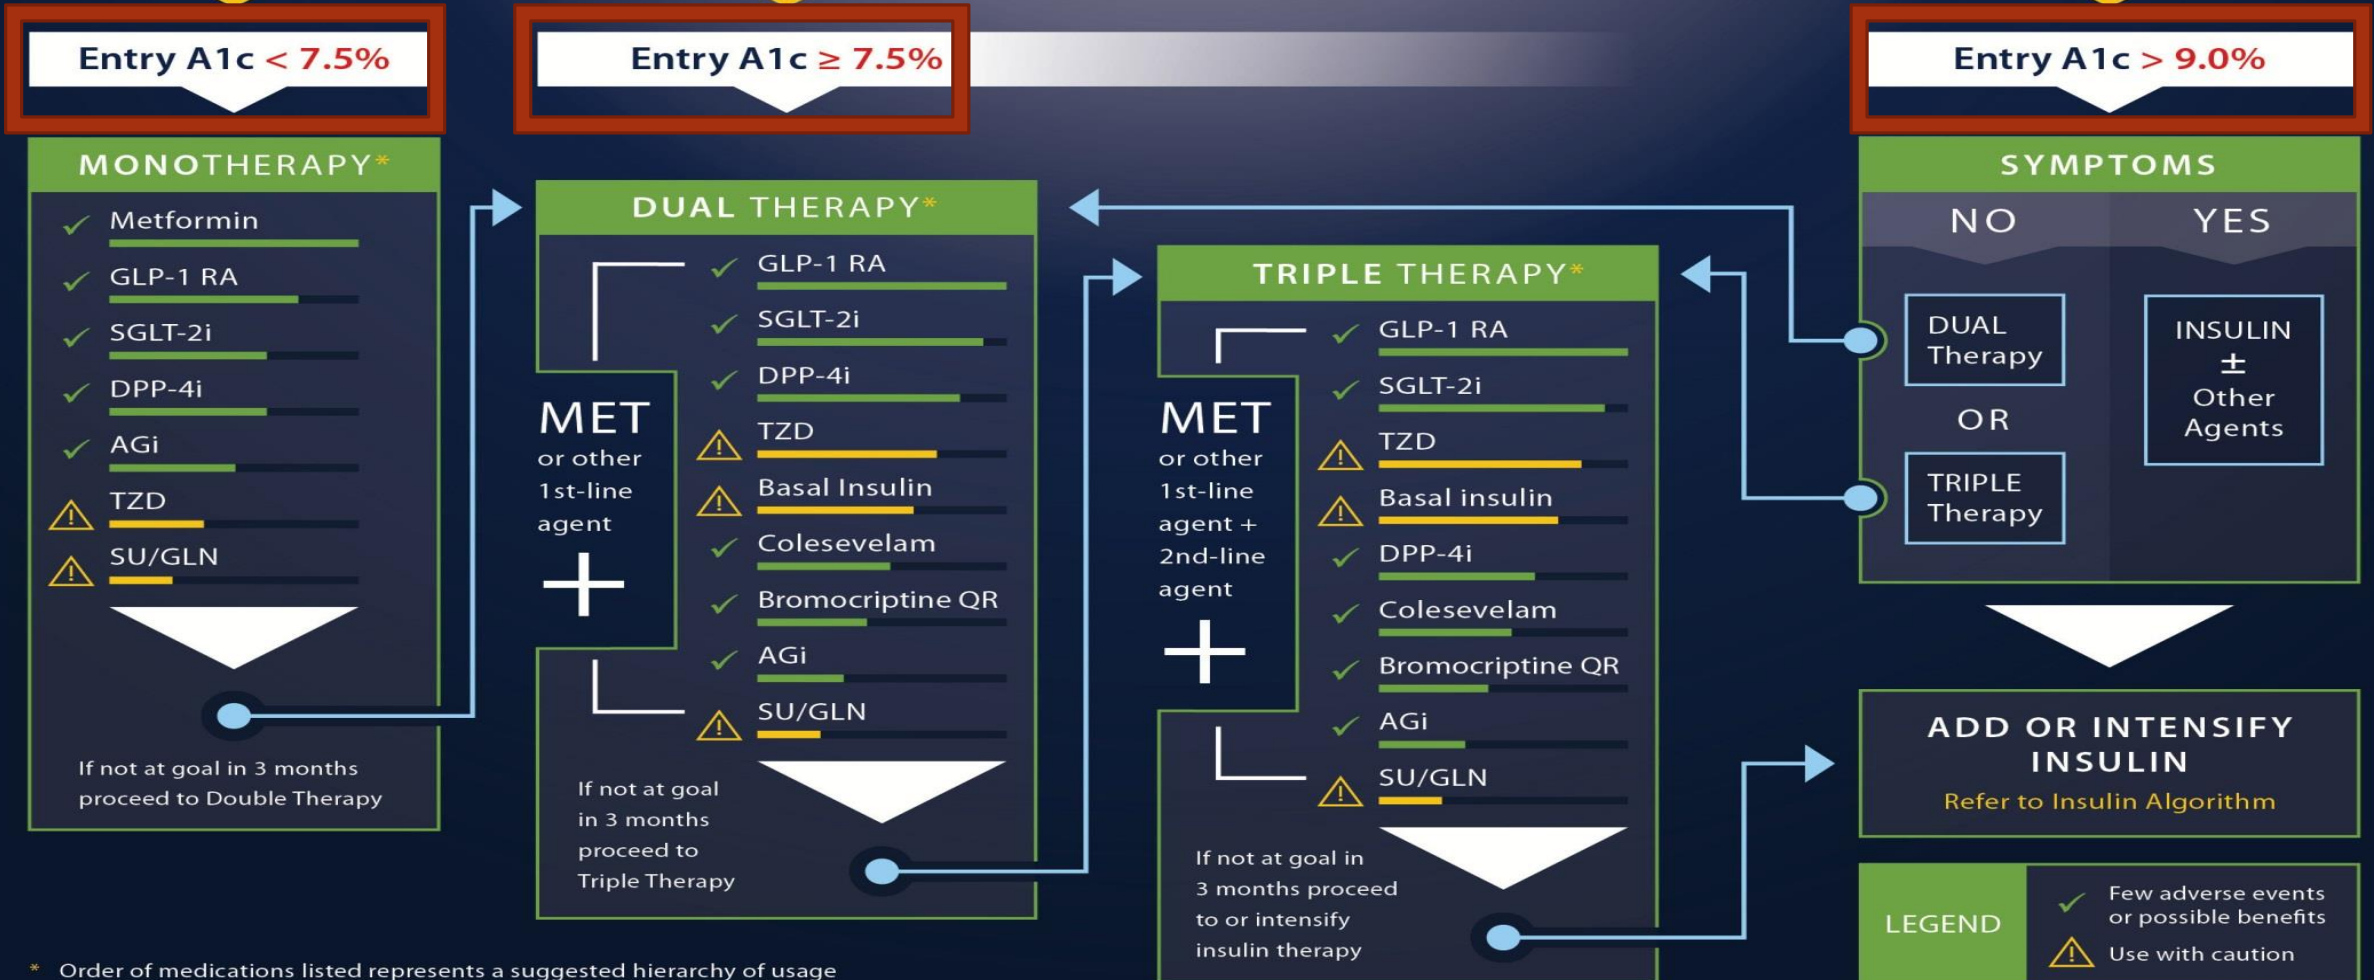 Entry A1c < 7.5%
MONOTHERAPY*
Metformin
GLP-1 RA
SGLT-2i
DPP-4i
AGi
TZD
SU/GLN
If not at goal in 3 months
proceed to Double Therapy
Entry A1c ≥ 7.5%
DUAL THERAPY*
MET
or other
1st-line
agent
+
GLP-1 RA
SGLT-2i
DPP-4i
TZD
Basal Insulin
Colesevelam
Bromocriptine QR
AGi
SU/GLN
If not at goal
in 3 months
proceed to
Triple Therapy
TRIPLE THERAPY*
MET
or other
1st-line
agent +
2nd-line
agent
+
GLP-1 RA
SGLT-2i
TZD
Basal insulin
DPP-4i
Colesevelam
Bromocriptine QR
AGi
SU/GLN
If not at goal in
3 months proceed
to or intensify
insulin therapy
Entry A1c > 9.0%
SYMPTOMS
NO
DUAL
Therapy
OR
TRIPLE
Therapy
YES
INSULIN
±
Other
Agents
ADD OR INTENSIFY
INSULIN
Refer to Insulin Algorithm
LEGEND
Few adverse events
or possible benefits
Use with caution
* Order of medications listed represents a suggested hierarchy of usage